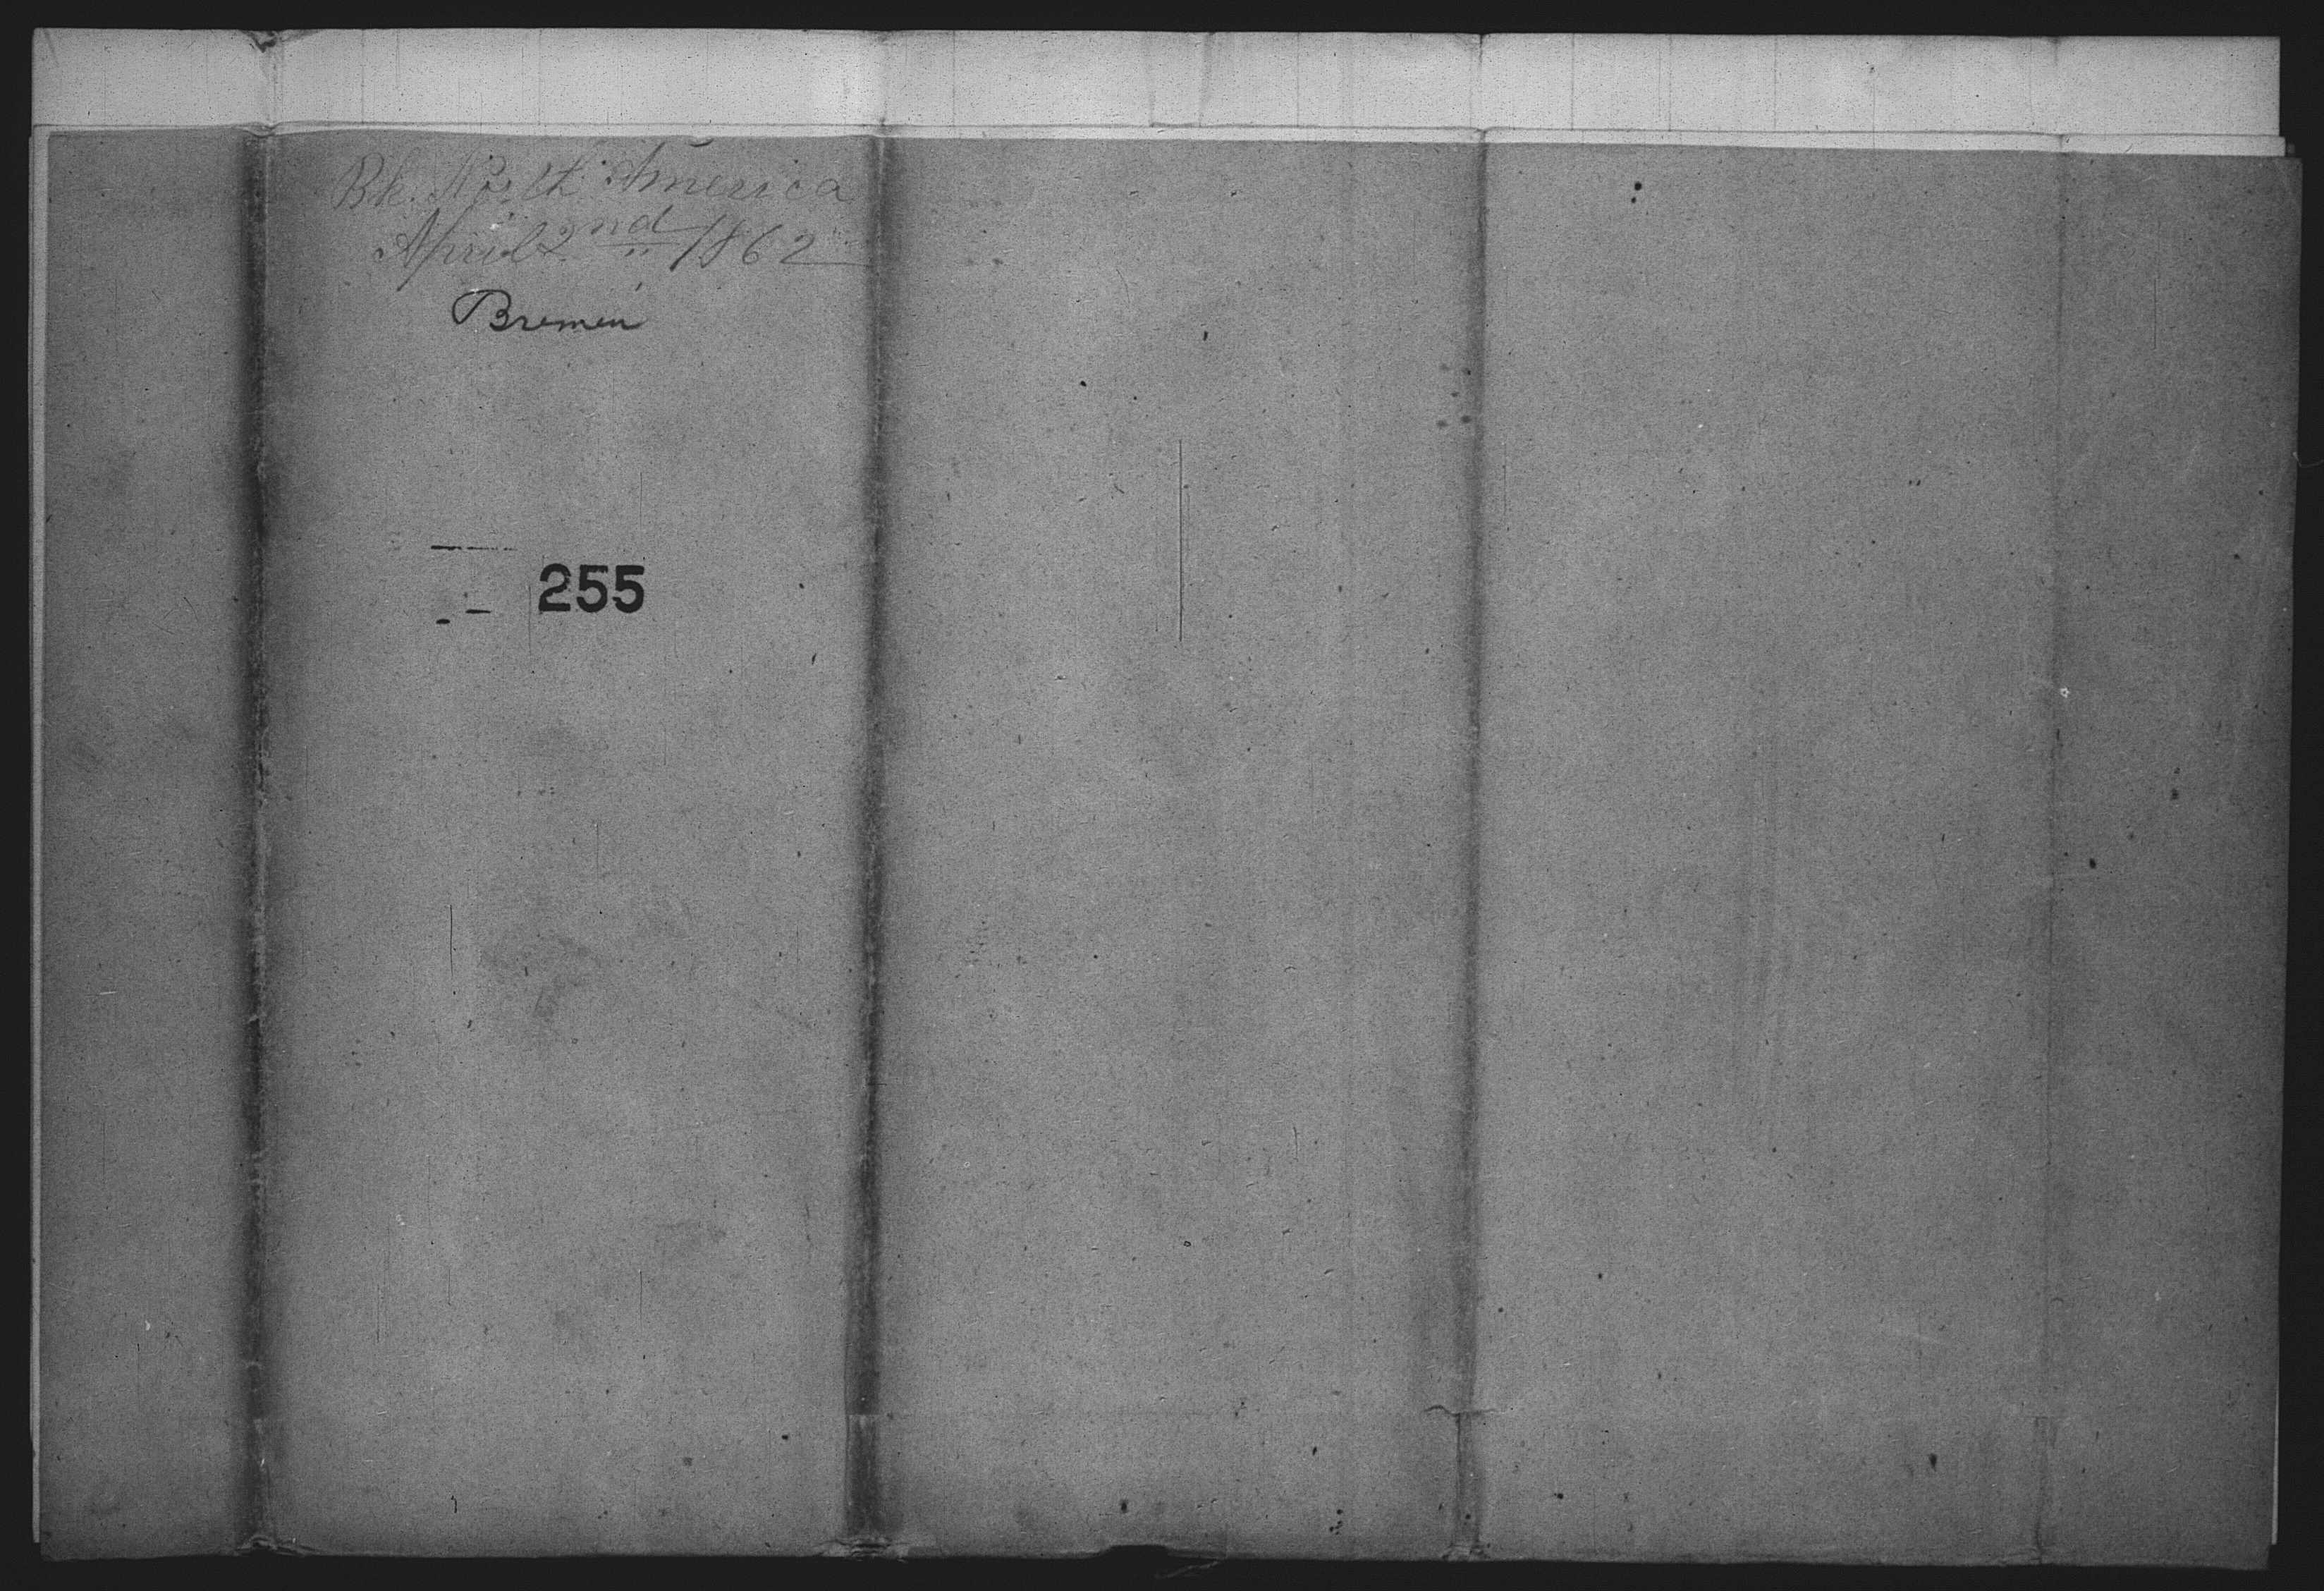 Bk. North America
April 2nd 1862
Bremen
255